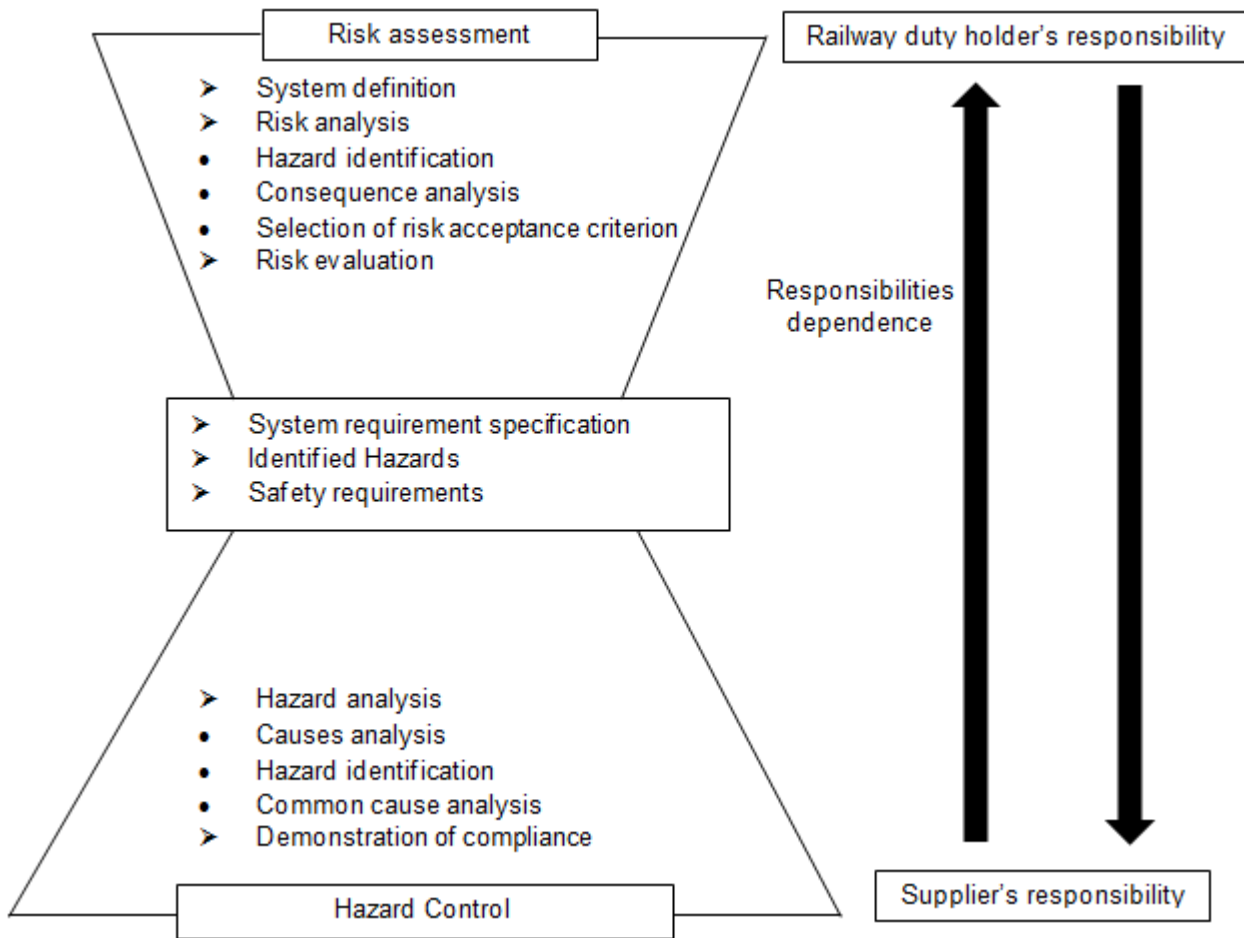 Risk assessment
➤ System definition
➤ Risk analysis
• Hazard identification
• Consequence analysis
• Selection of risk acceptance criterion
➤ Risk evaluation
➤ System requirement specification
➤ Identified Hazards
➤ Safety requirements
➤ Hazard analysis
• Causes analysis
• Hazard identification
• Common cause analysis
➤ Demonstration of compliance
Hazard Control
Railway duty holder's responsibility
Responsibilities
dependence
Supplier's responsibility